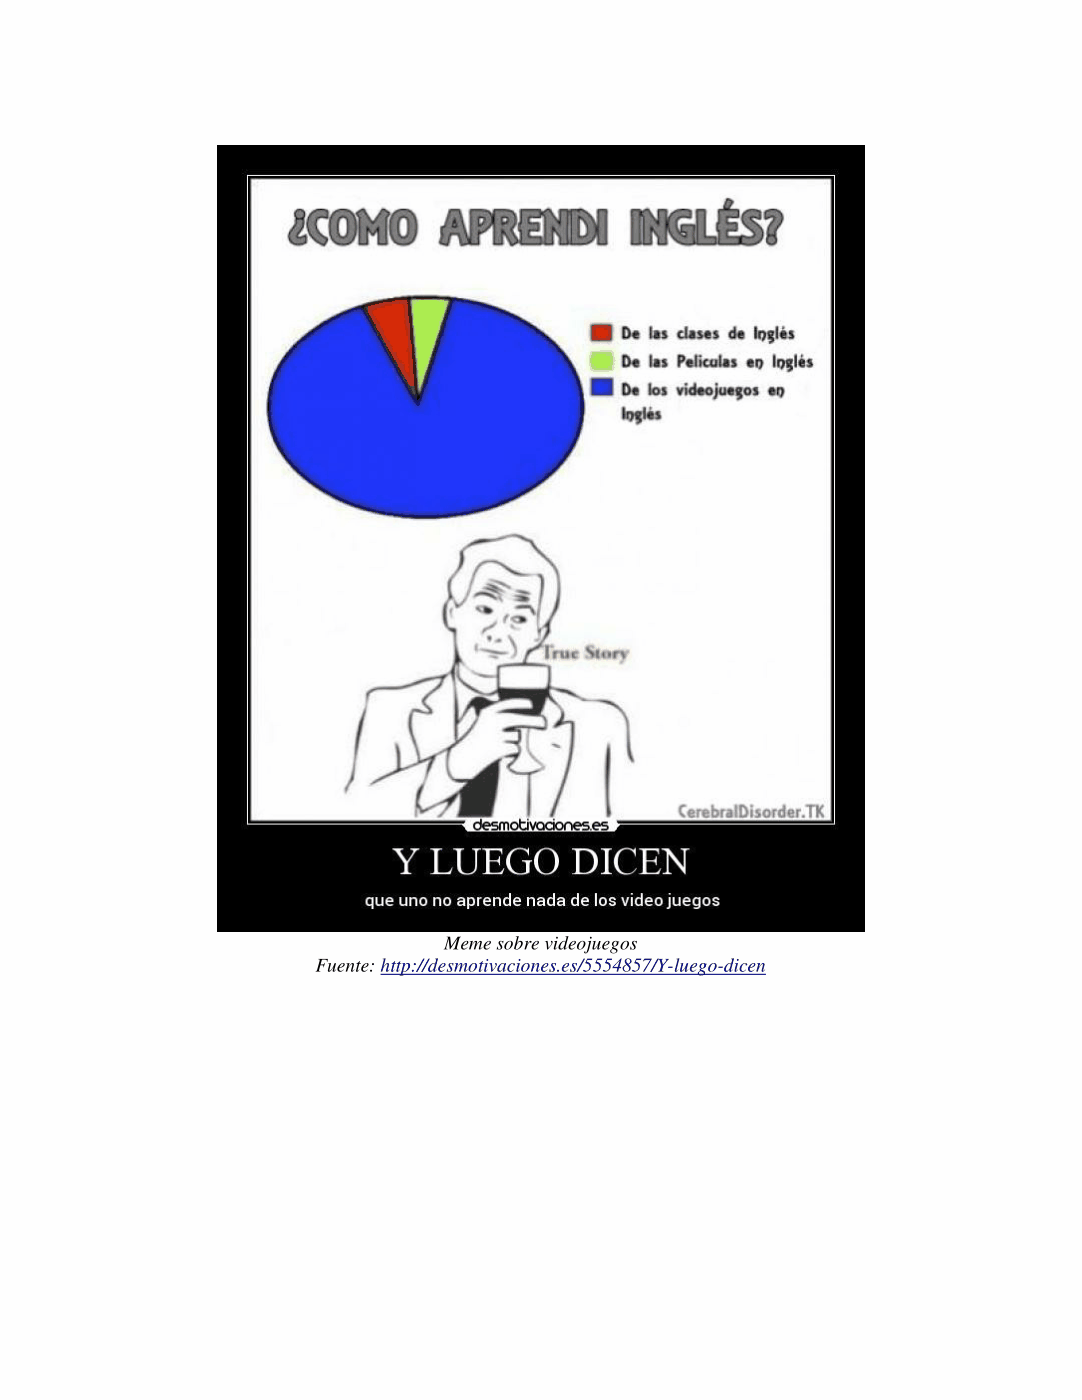 ¿COMO APRENDI INGLÉS?
De las clases de Inglés
De las Peliculas en Inglés
De los videojuegos en
Inglés
True Story
CerebralDisorder.TK
desmotivaciones.es
Y LUEGO DICEN
que uno no aprende nada de los video juegos
Meme sobre videojuegos
Fuente: http://desmotivaciones.es/5554857/Y-luego-dicen